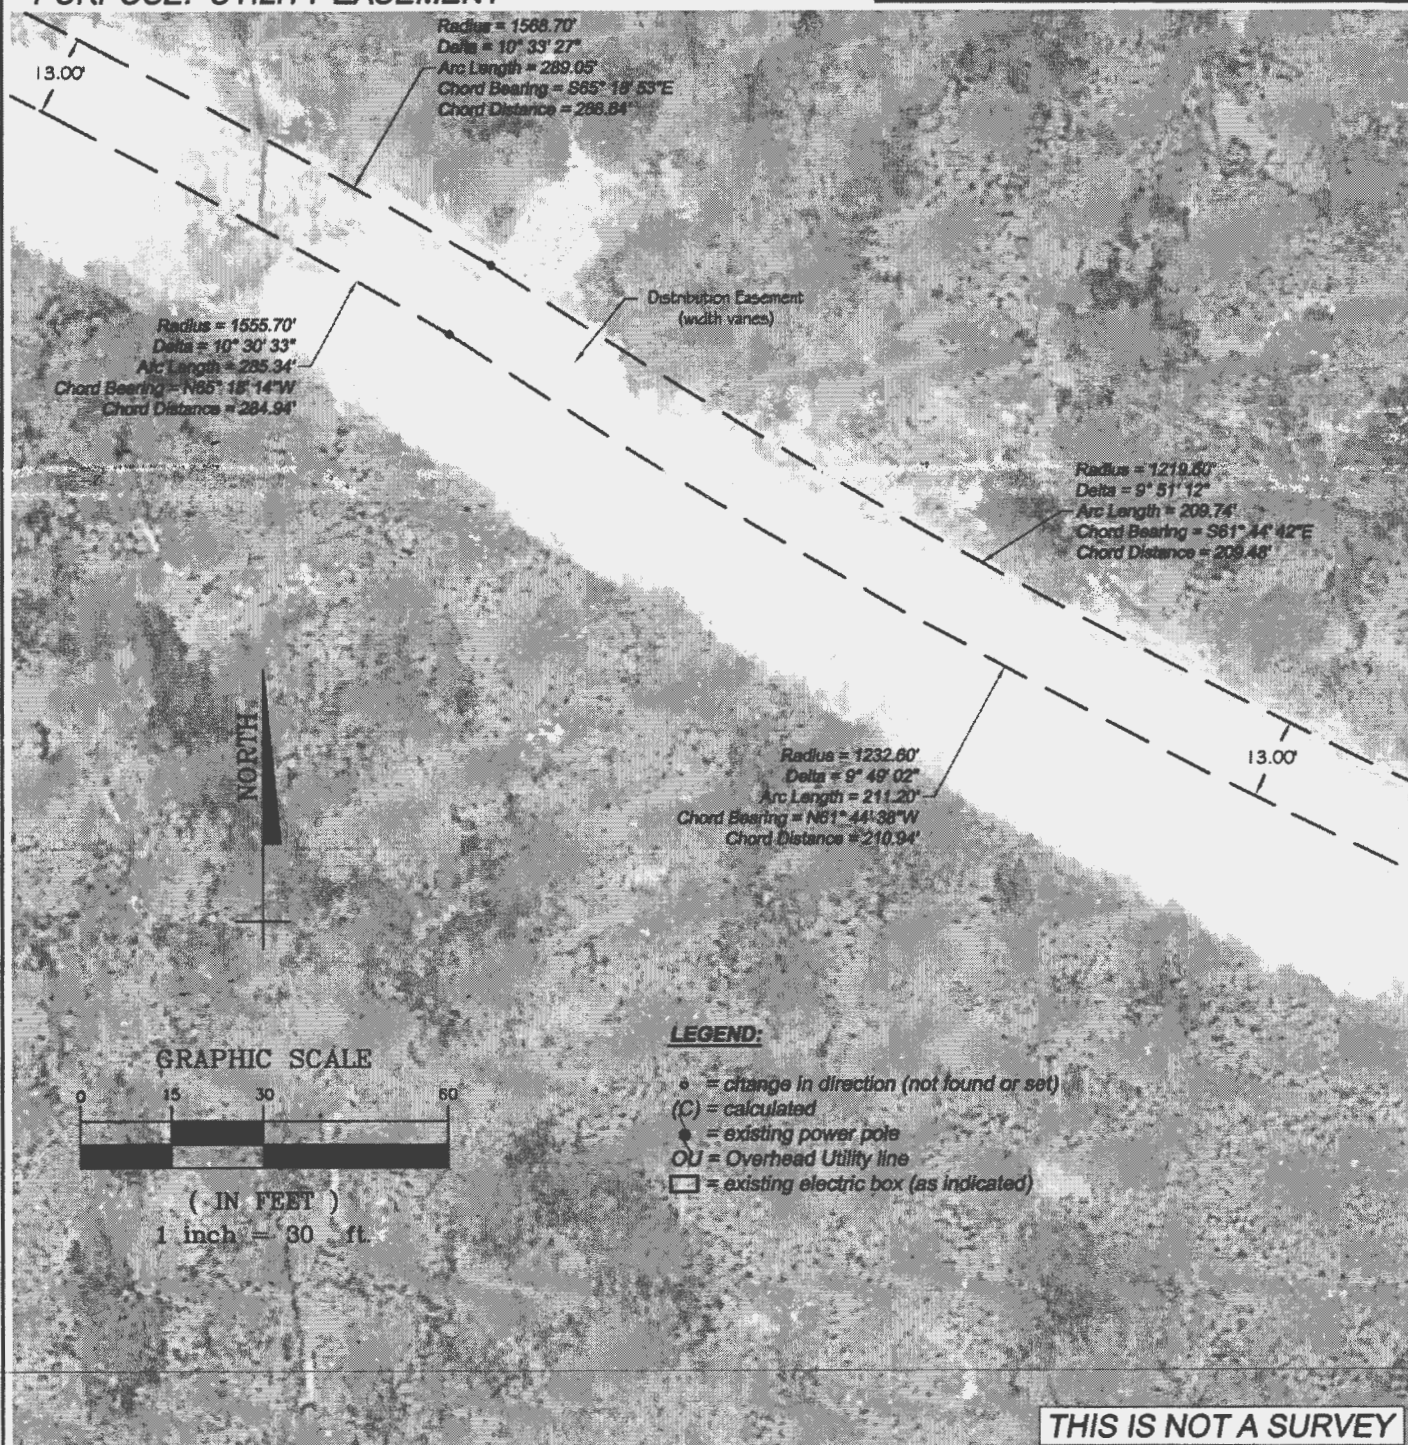 PURPOSE: UTILITY EASEMENT
Radius = 1568.70'
Delta = 10° 33' 27"
Arc Length = 289.05'
Chord Bearing = S65° 18' 53"E
Chord Distance = 288.64'
13.00'
Distribution Easement
(width varies)
Radius = 1555.70'
Delta = 10° 30' 33"
Arc Length = 285.34'
Chord Bearing = N65° 18' 14"W
Chord Distance = 284.94'
Radius = 1219.60'
Delta = 9° 51' 12"
Arc Length = 209.74'
Chord Bearing = S61° 44' 42"E
Chord Distance = 209.48'
NORTH
Radius = 1232.60'
Delta = 9° 49' 02"
Arc Length = 211.20'
Chord Bearing = N61° 44' 38"W
Chord Distance = 210.94'
13.00'
GRAPHIC SCALE
0 15 30 60
( IN FEET )
1 inch = 30 ft.
LEGEND:
= change in direction (not found or set)
(C) = calculated
= existing power pole
OU = Overhead Utility line
= existing electric box (as indicated)
THIS IS NOT A SURVEY